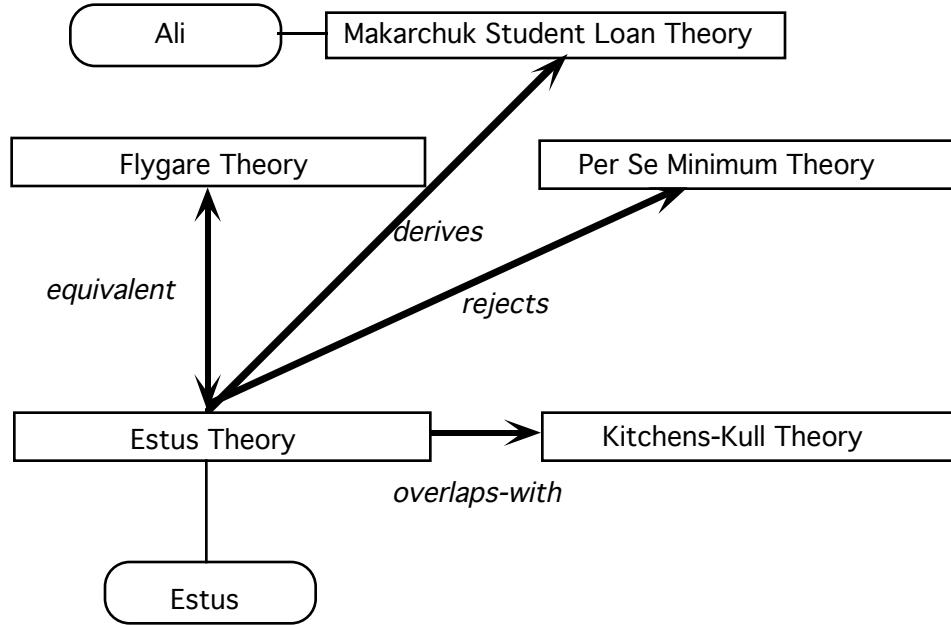 Ali
Makarchuk Student Loan Theory
Flygare Theory
Per Se Minimum Theory
derives
equivalent
rejects
Estus Theory
Kitchens-Kull Theory
overlaps-with
Estus